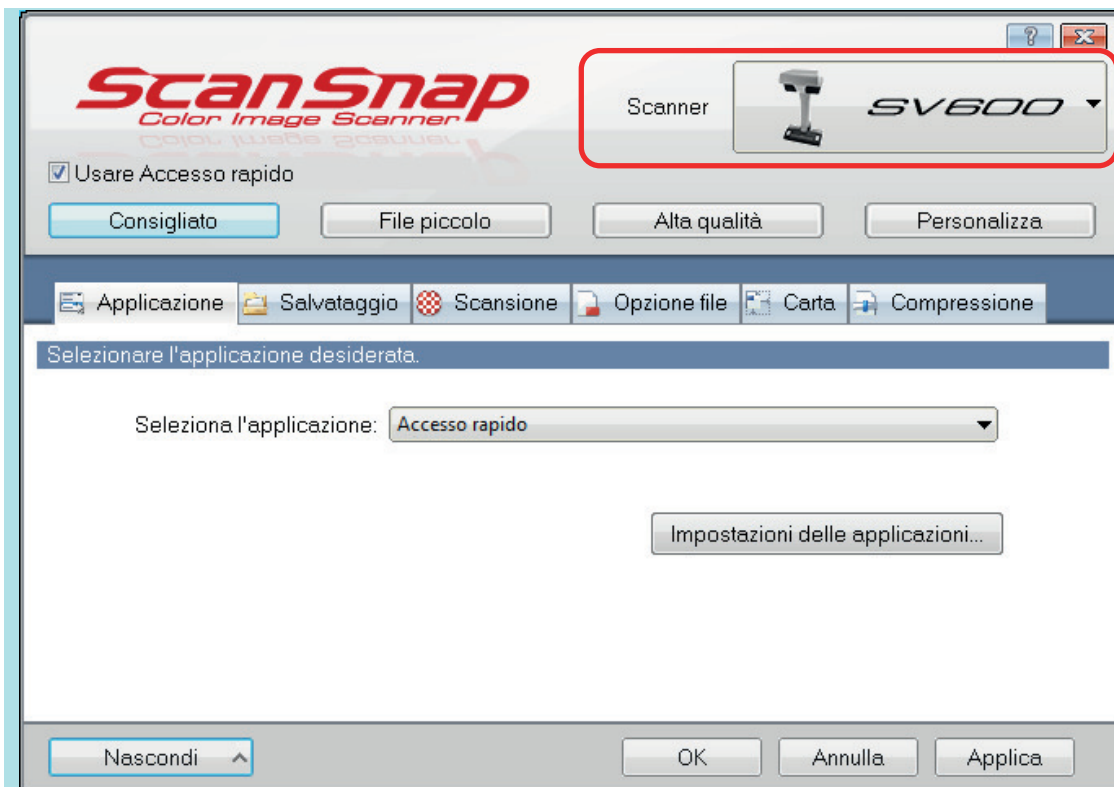 ScanSnap
Color Image Scanner
Scanner SV600
Usare Accesso rapido
Consigliato File piccolo Alta qualità Personalizza
Applicazione Salvataggio Scansione Opzione file Carta Compressione
Selezionare l'applicazione desiderata.
Seleziona l'applicazione: Accesso rapido
Impostazioni delle applicazioni...
Nascondi OK Annulla Applica